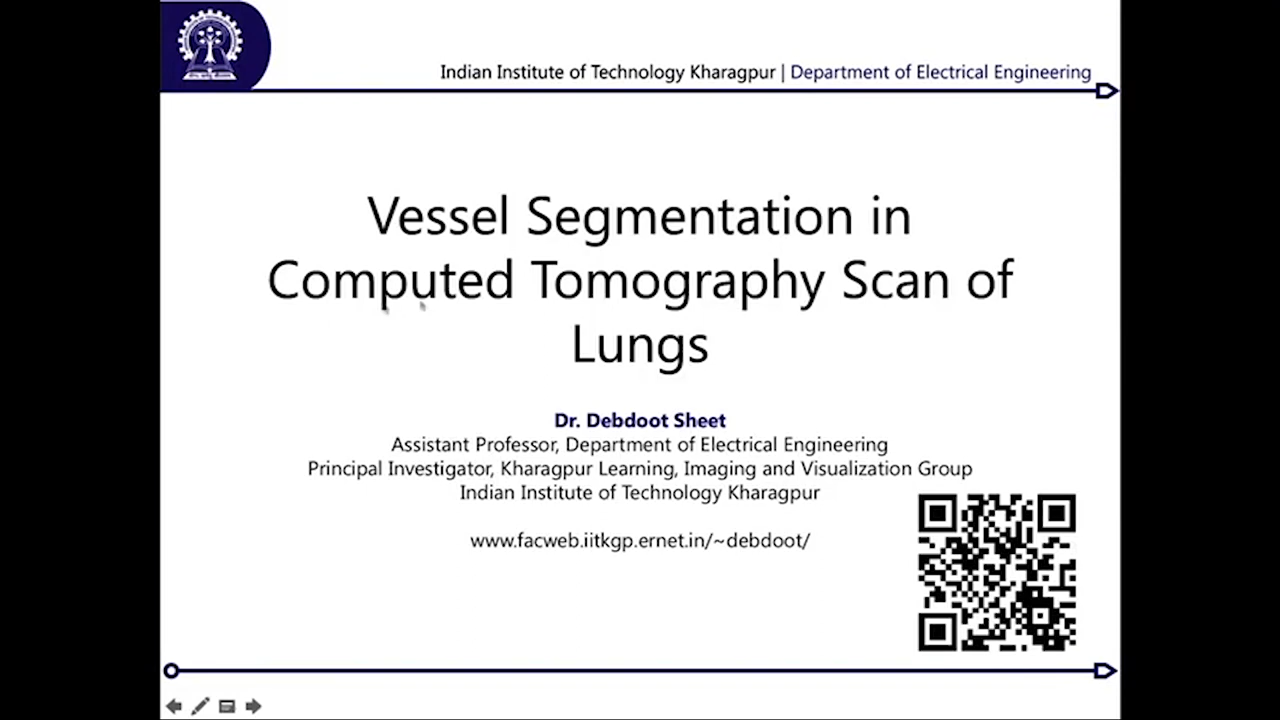 Indian Institute of Technology Kharagpur | Department of Electrical Engineering
Vessel Segmentation in
Computed Tomography Scan of
Lungs
Dr. Debdoot Sheet
Assistant Professor, Department of Electrical Engineering
Principal Investigator, Kharagpur Learning, Imaging and Visualization Group
Indian Institute of Technology Kharagpur
www.facweb.iitkgp.ernet.in/~debdoot/